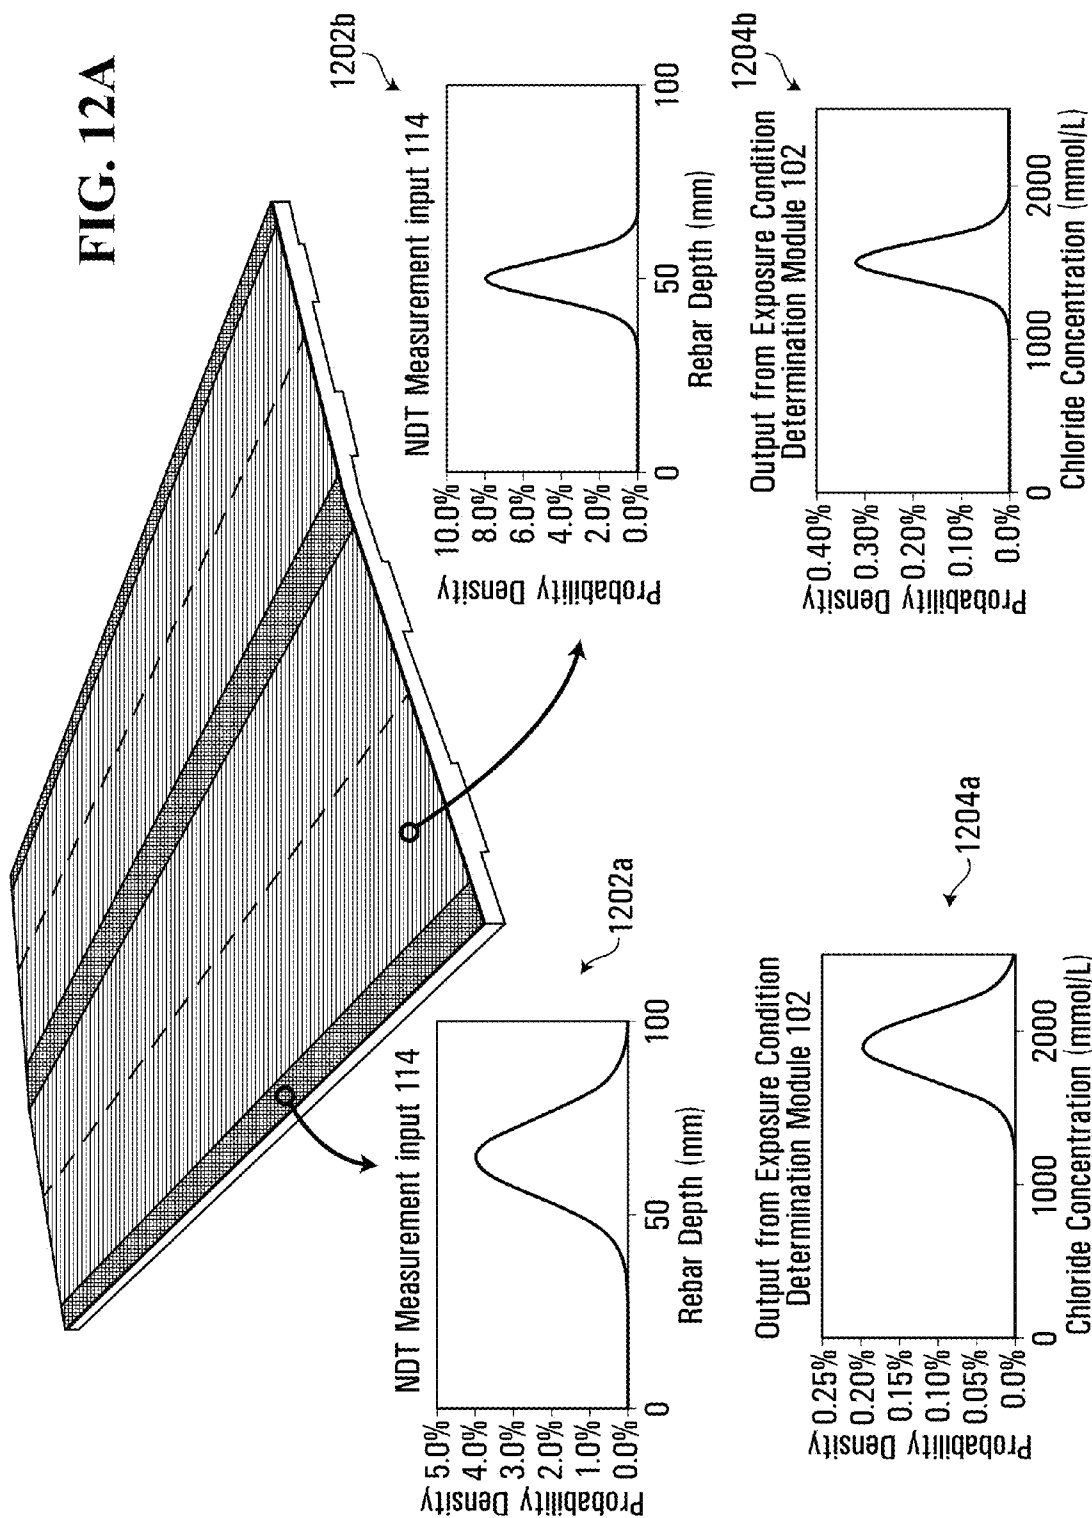 FIG. 12A
1202a
NDT Measurement input 114
Probability Density
5.0%
4.0%
3.0%
2.0%
1.0%
0.0%
0
50
100
Rebar Depth (mm)
1202b
NDT Measurement input 114
Probability Density
10.0%
8.0%
6.0%
4.0%
2.0%
0.0%
0
50
100
Rebar Depth (mm)
1204a
Output from Exposure Condition
Determination Module 102
Probability Density
0.25%
0.20%
0.15%
0.10%
0.05%
0.0%
0
1000
2000
Chloride Concentration (mmol/L)
1204b
Output from Exposure Condition
Determination Module 102
Probability Density
0.40%
0.30%
0.20%
0.10%
0.0%
0
1000
2000
Chloride Concentration (mmol/L)